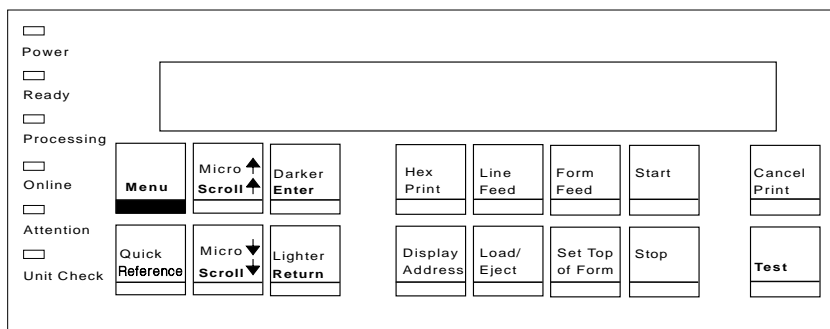 Power
Ready
Processing
Online
Attention
Unit Check
Menu
Micro
Scroll
Darker
Enter
Hex
Print
Line
Feed
Form
Feed
Start
Cancel
Print
Quick
Reference
Micro
Scroll
Lighter
Return
Display
Address
Load/
Eject
Set Top
of Form
Stop
Test